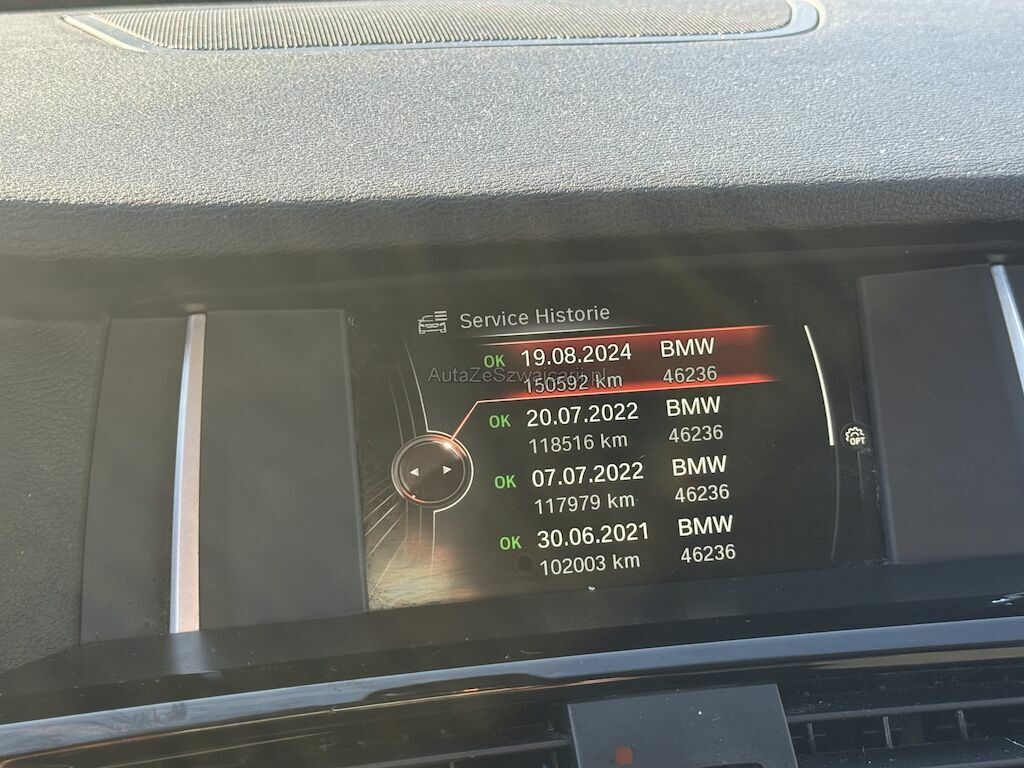 Service Historie
OK 19.08.2024 BMW
150592 km 46236
AutaZeSzwajcarii.pl
OK 20.07.2022 BMW
118516 km 46236
OK 07.07.2022 BMW
117979 km 46236
OK 30.06.2021 BMW
102003 km 46236
OPT